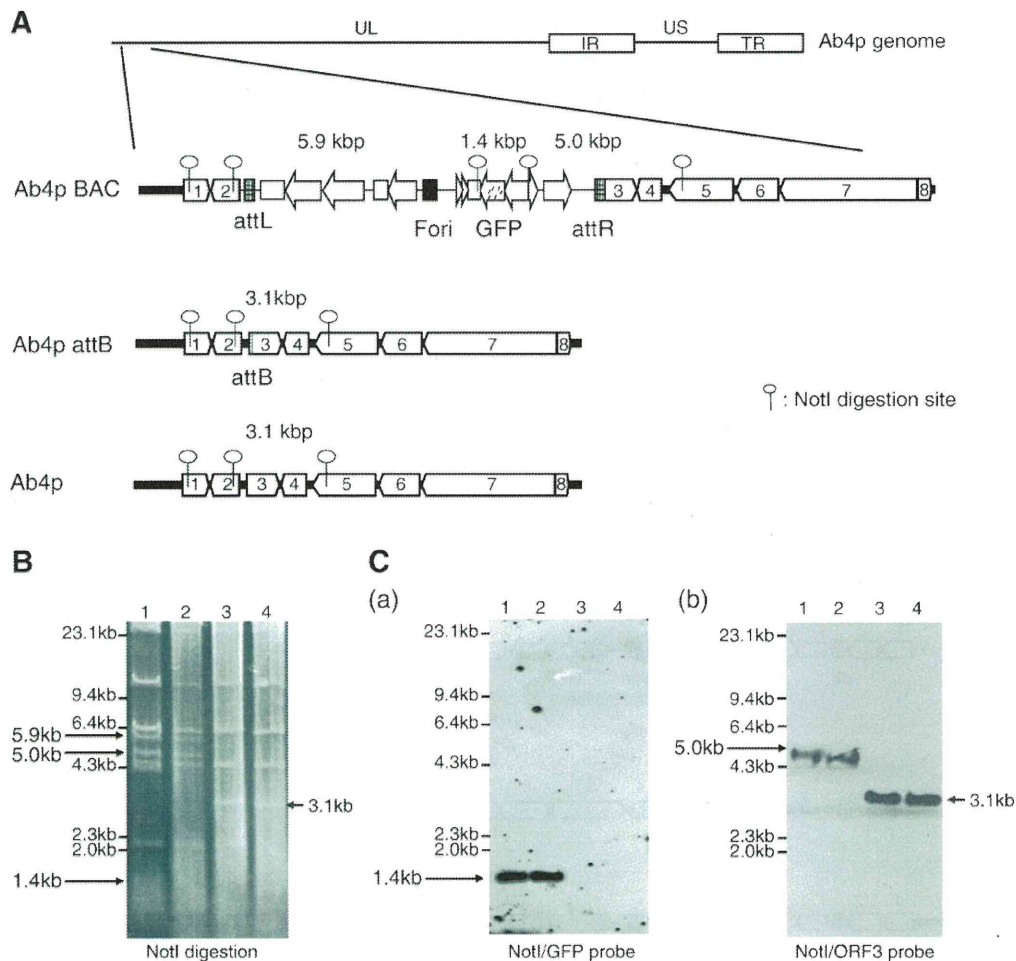 A
UL
US
IR
TR
Ab4p genome
5.9 kbp
1.4 kbp
5.0 kbp
Ab4p BAC
1 2 3 4 5 6 7 8
attL
Fori
GFP
attR
3.1kbp
Ab4p attB
1 2 3 4 5 6 7 8
attB
: NotI digestion site
3.1 kbp
Ab4p
1 2 3 4 5 6 7 8
B
1 2 3 4
23.1kb
9.4kb
6.4kb
5.9kb
5.0kb
4.3kb
3.1kb
2.3kb
2.0kb
1.4kb
NotI digestion
C
(a)
1 2 3 4
23.1kb
9.4kb
6.4kb
4.3kb
2.3kb
2.0kb
1.4kb
NotI/GFP probe
(b)
1 2 3 4
23.1kb
9.4kb
6.4kb
5.0kb
4.3kb
3.1kb
2.3kb
2.0kb
NotI/ORF3 probe